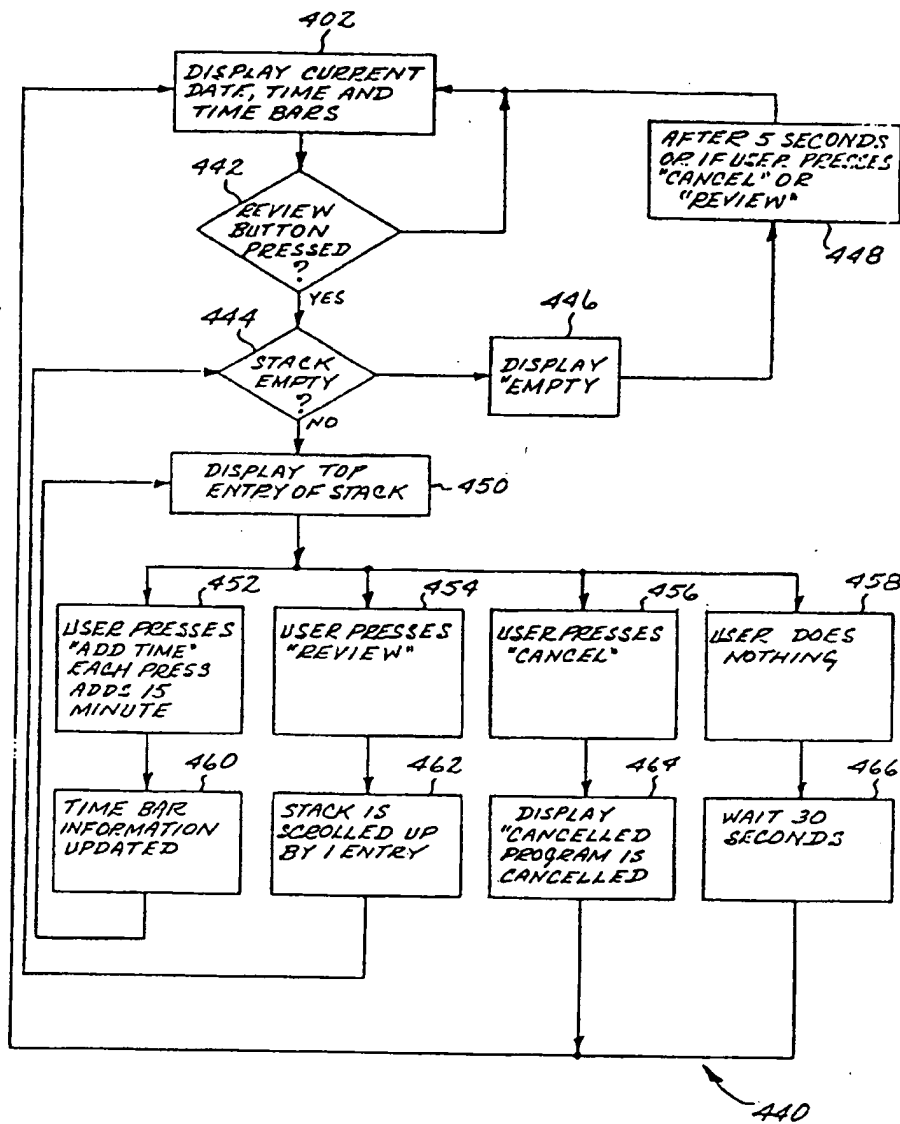 402
DISPLAY CURRENT
DATE, TIME AND
TIME BARS
442
REVIEW
BUTTON
PRESSED
?
YES
AFTER 5 SECONDS
OR IF USER PRESSES
"CANCEL" OR
"REVIEW"
448
444
STACK
EMPTY
?
NO
446
DISPLAY
"EMPTY
DISPLAY TOP
ENTRY OF STACK
450
452
USER PRESSES
"ADD TIME"
EACH PRESS
ADDS 15
MINUTE
454
USER PRESSES
"REVIEW"
456
USER PRESSES
"CANCEL"
458
USER DOES
NOTHING
460
TIME BAR
INFORMATION
UPDATED
462
STACK IS
SCROLLED UP
BY 1 ENTRY
464
DISPLAY
"CANCELLED
PROGRAM IS
CANCELLED
466
WAIT 30
SECONDS
440